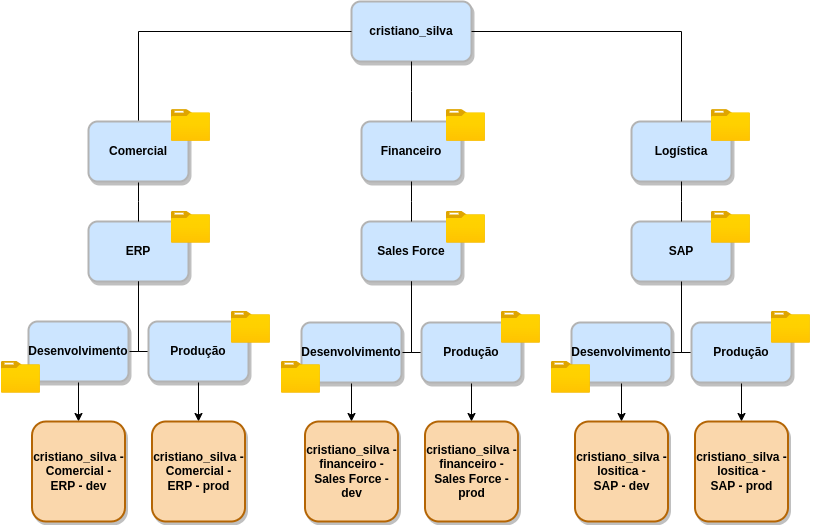 cristiano_silva
Comercial
Financeiro
Logística
ERP
Sales Force
SAP
Desenvolvimento
Produção
Desenvolvimento
Produção
Desenvolvimento
Produção
cristiano_silva -
Comercial -
ERP - dev
cristiano_silva -
Comercial -
ERP - prod
cristiano_silva -
financeiro -
Sales Force -
dev
cristiano_silva -
financeiro -
Sales Force -
prod
cristiano_silva -
lositica -
SAP - dev
cristiano_silva -
lositica -
SAP - prod